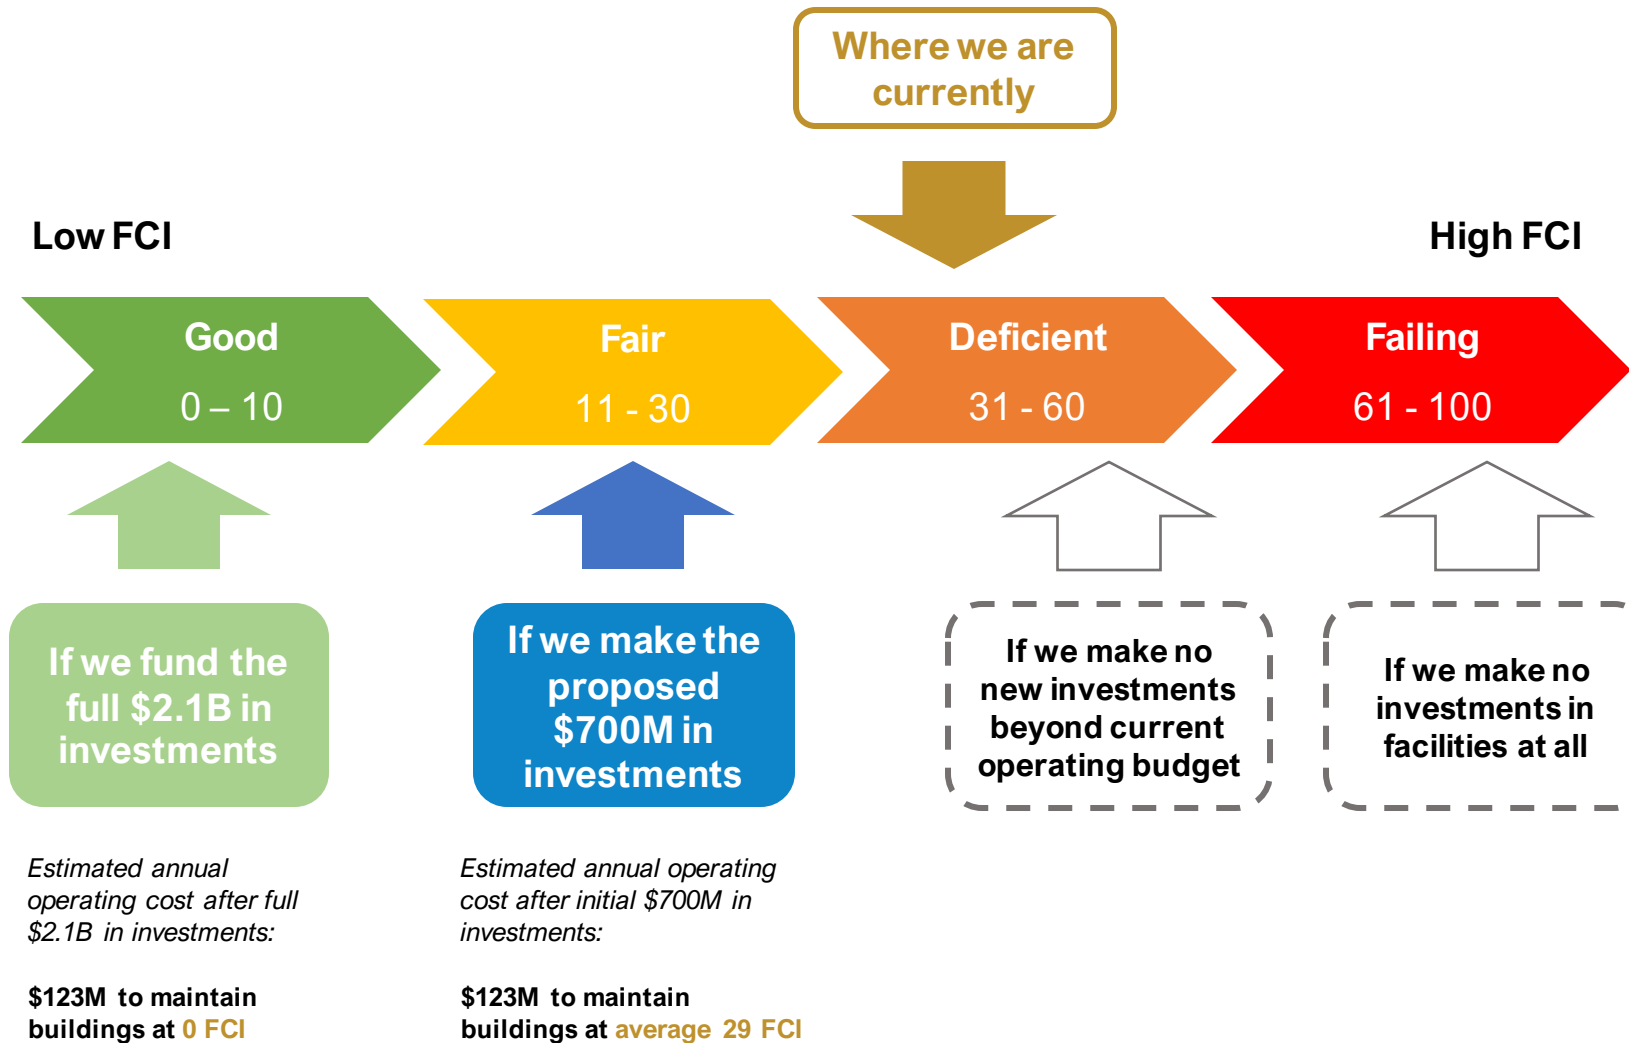 Where we are
currently
Low FCI
High FCI
Good
0 – 10
Fair
11 - 30
Deficient
31 - 60
Failing
61 - 100
If we fund the
full $2.1B in
investments
If we make the
proposed
$700M in
investments
If we make no
new investments
beyond current
operating budget
If we make no
investments in
facilities at all
Estimated annual
operating cost after full
$2.1B in investments:
$123M to maintain
buildings at 0 FCI
Estimated annual operating
cost after initial $700M in
investments:
$123M to maintain
buildings at average 29 FCI